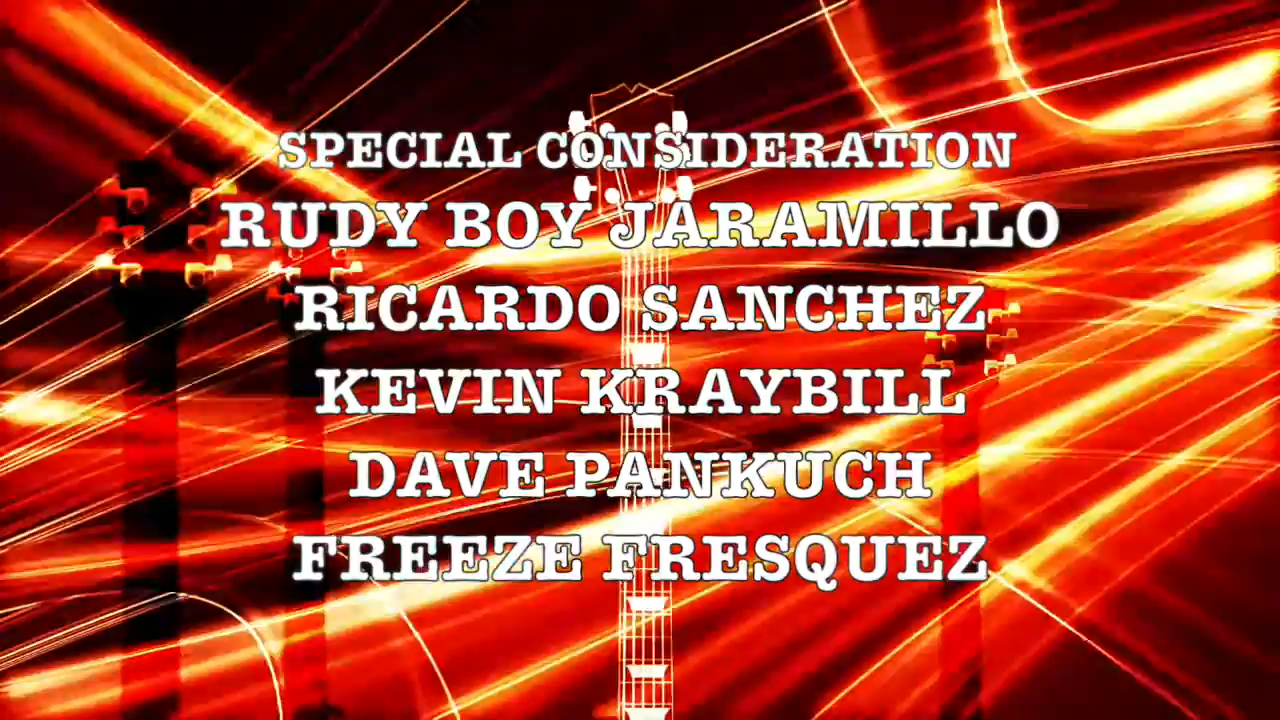 SPECIAL CONSIDERATION
RUDY BOY JARAMILLO
RICARDO SANCHEZ
KEVIN KRAYBILL
DAVE PANKUCH
FREEZE FRESQUEZ